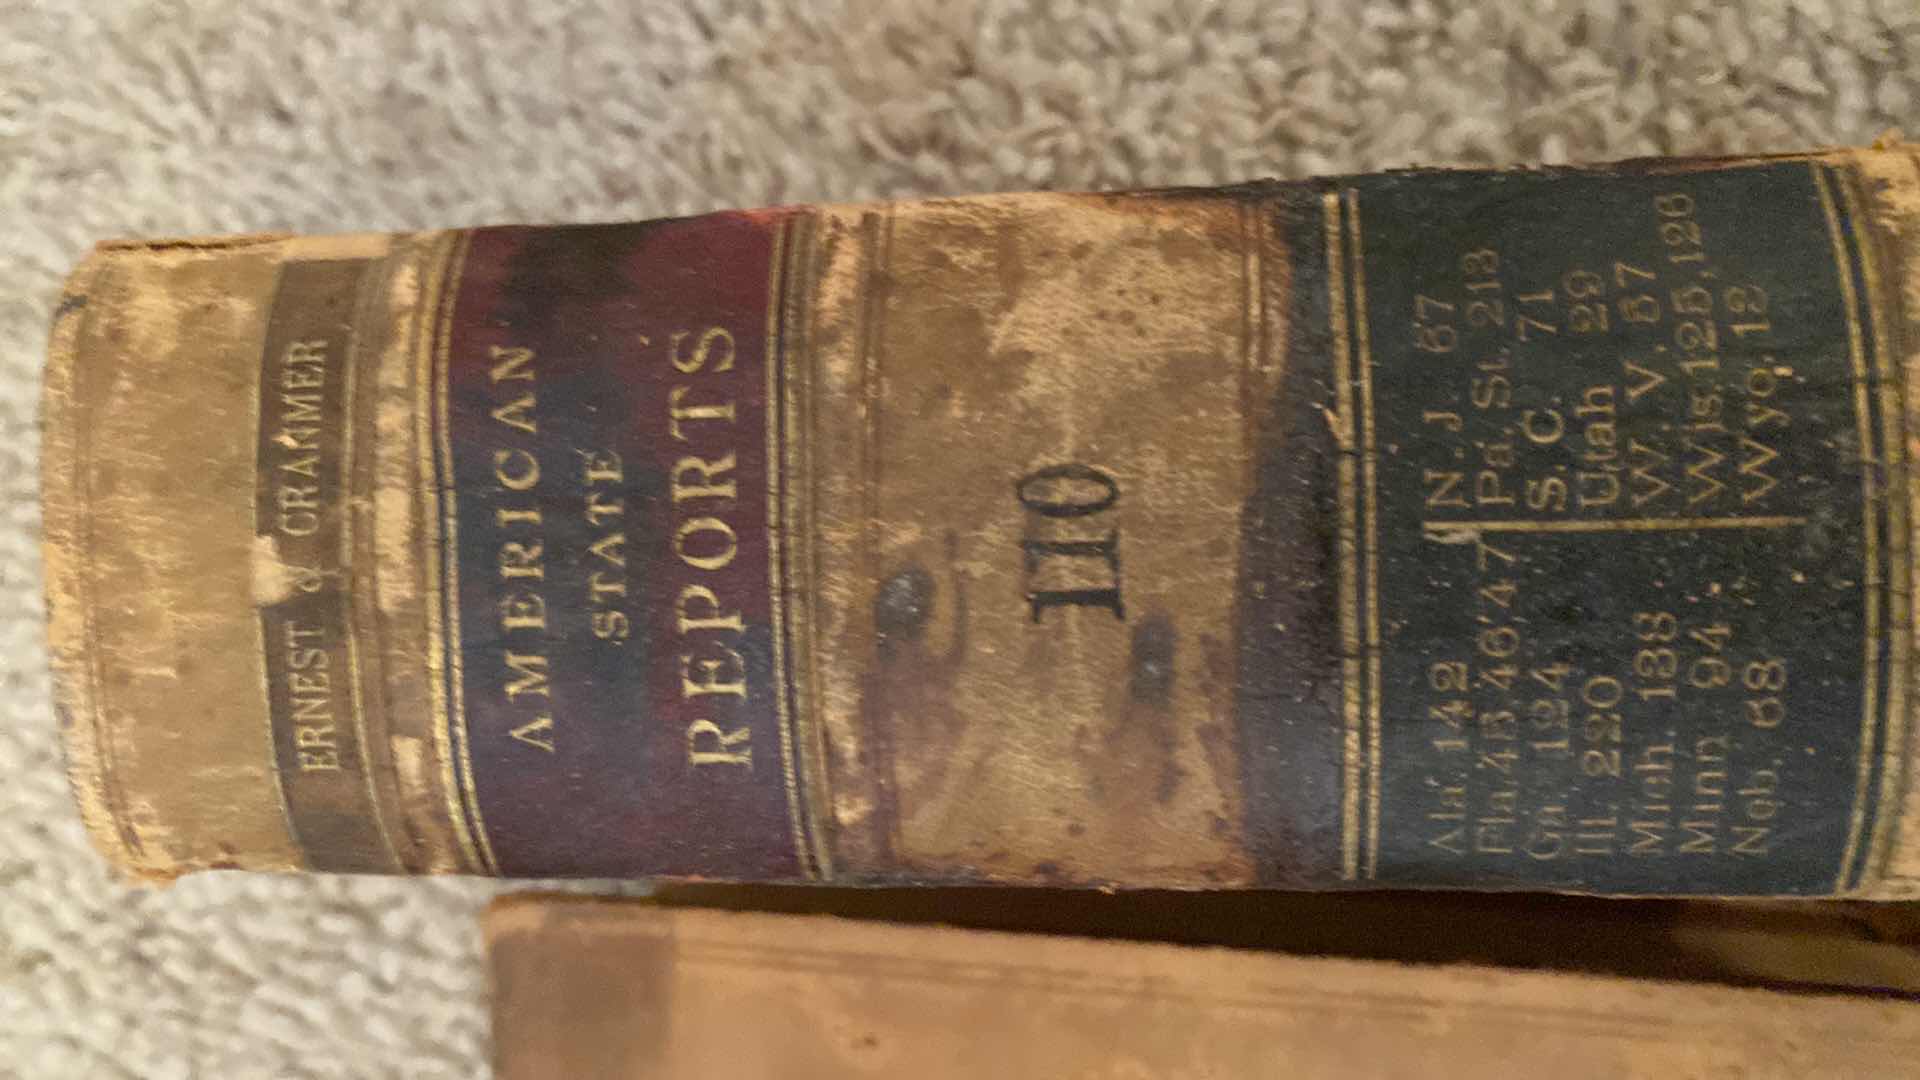 ERNEST & CRAMER
AMERICAN
STATE
REPORTS
110
Ala. 142
Fla. 45, 46, 47
Ga. 124
Ill. 220
Mich. 138
Minn 94
Neb. 68
N. J. 67
Pa. St. 213
S. C. 71
Utah 29
W. V. 57
Wis. 125, 126
Wyo. 12